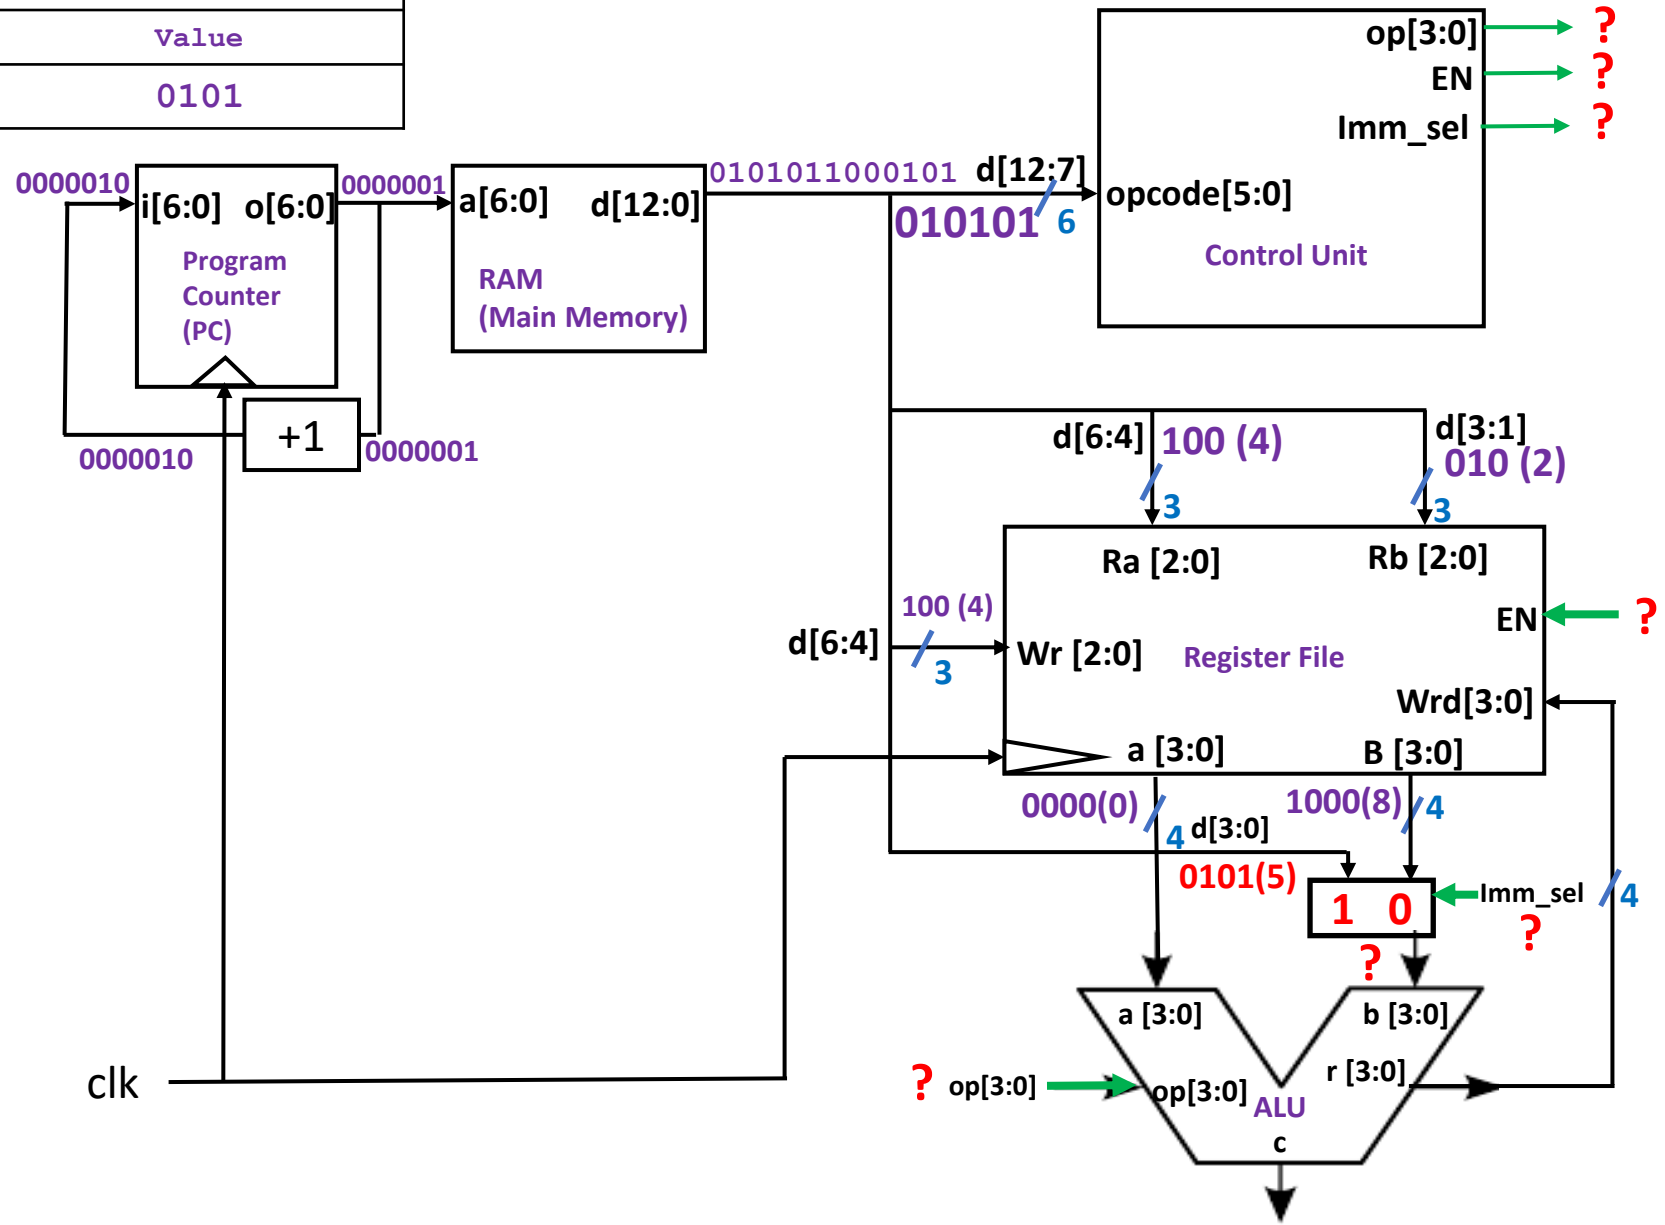 Value
0101
op[3:0] ?
EN ?
Imm_sel ?
0000010
i[6:0] o[6:0]
0000001
Program
Counter
(PC)
a[6:0] d[12:0]
RAM
(Main Memory)
0101011000101 d[12:7]
010101 6
opcode[5:0]
Control Unit
+1
0000010
0000001
d[6:4] 100 (4)
3
d[3:1]
010 (2)
3
Ra [2:0]
Rb [2:0]
100 (4)
d[6:4]
3
Wr [2:0]
Register File
EN ?
Wrd[3:0]
a [3:0]
B [3:0]
0000(0)
4
1000(8)
4
d[3:0]
0101(5)
1 0
Imm_sel
?
4
?
a [3:0]
b [3:0]
? op[3:0]
op[3:0]
ALU
r [3:0]
c
clk